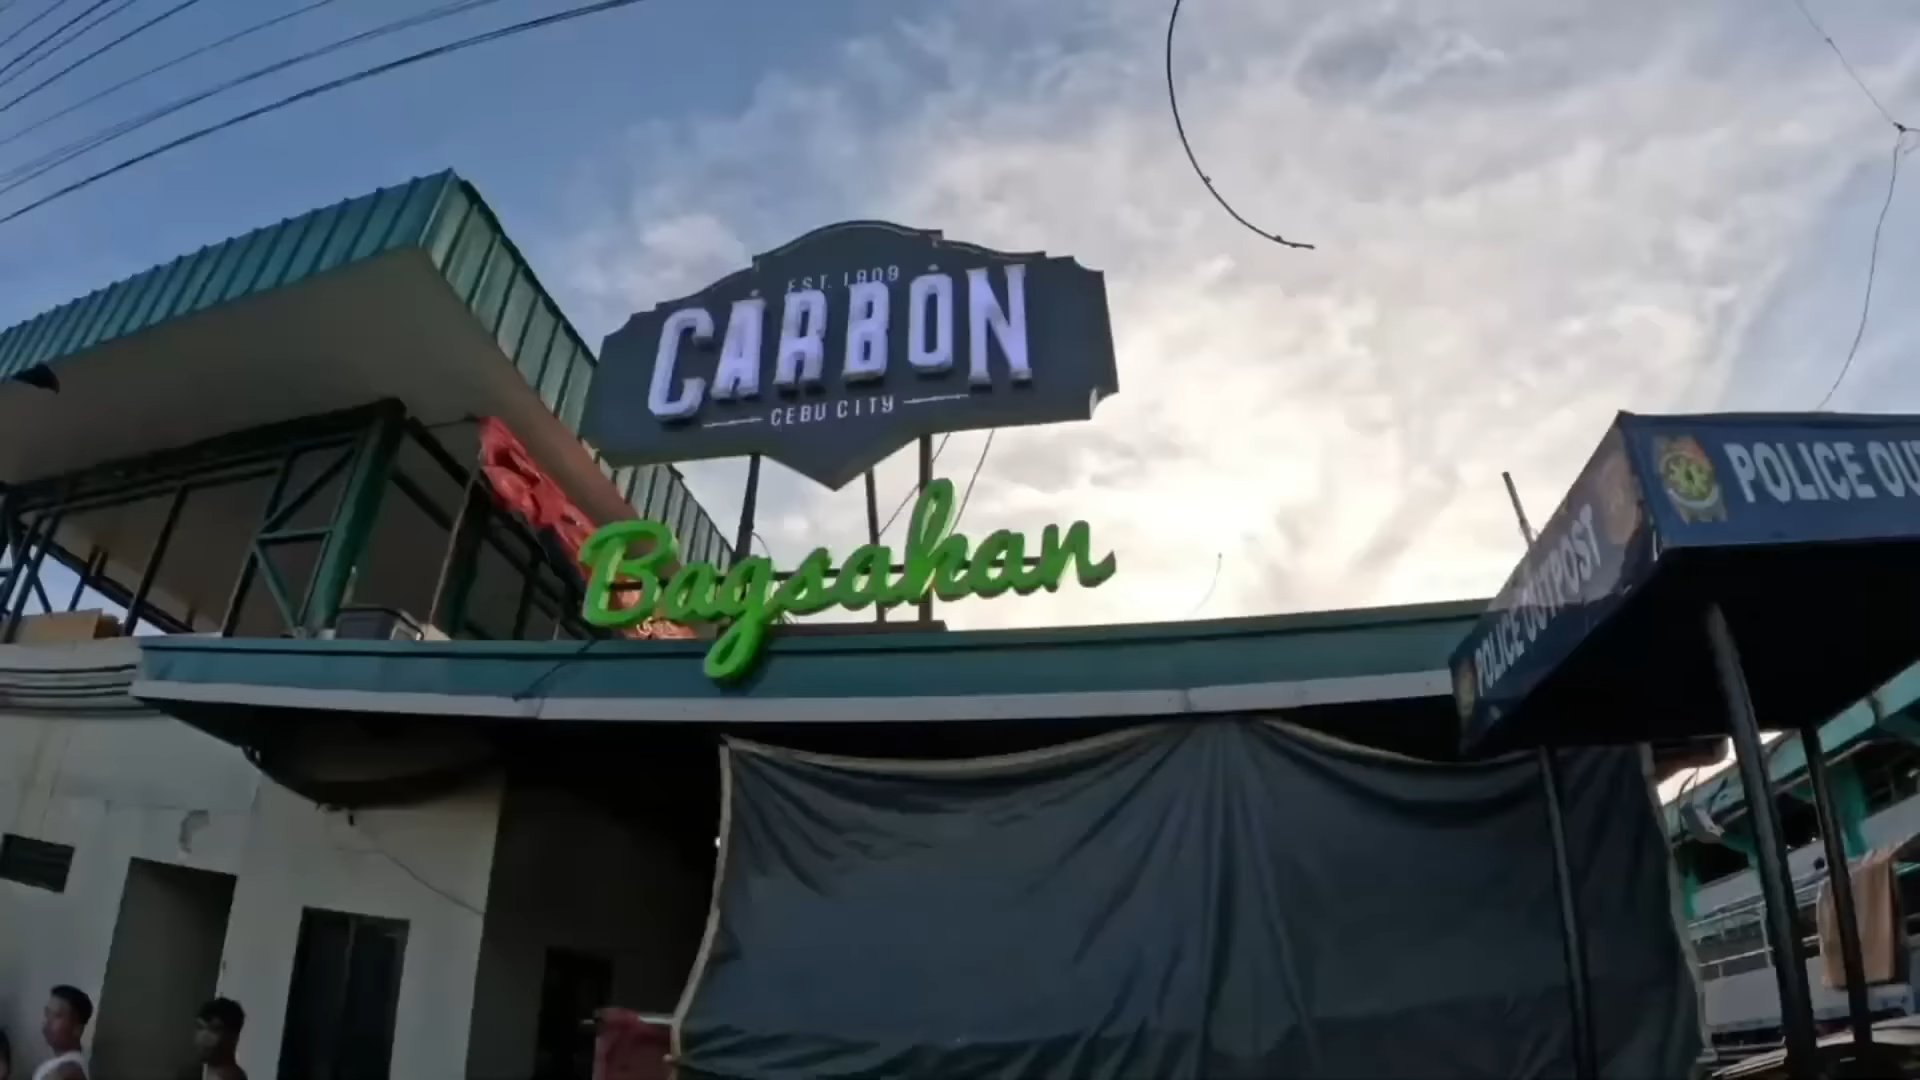 EST. 1909
CARBON
CEBU CITY
Bagsakan
POLICE OUTPOST
POLICE OU